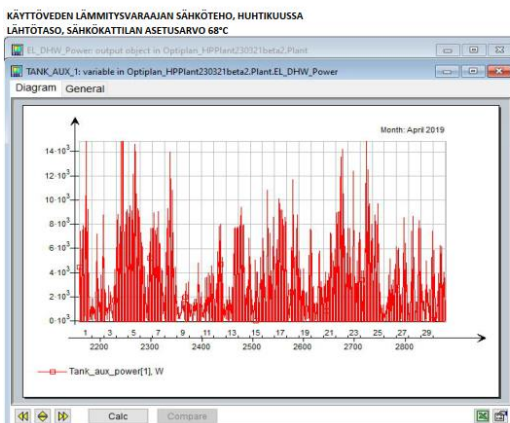 KÄYTTÖVEDEN LÄMMITYSVARAAJAN SÄHKÖTEHO, HUHTIKUUSSA
LÄHTÖTASO, SÄHKÖKATTILAN ASETUSARVO 68°C
EL_DHW_Power: output object in Optiplan_HPPlant230321beta2.Plant
TANK_AUX_1: variable in Optiplan_HPPlant230321beta2.Plant.EL_DHW_Power
Diagram General
Month: April 2019
14·10³
12·10³
10·10³
8·10³
6·10³
4·10³
2·10³
0·10³
1 3 5 7 9 11 13 15 17 19 21 23 25 27 29
2200 2300 2400 2500 2600 2700 2800
Tank_aux_power[1], W
Calc Compare